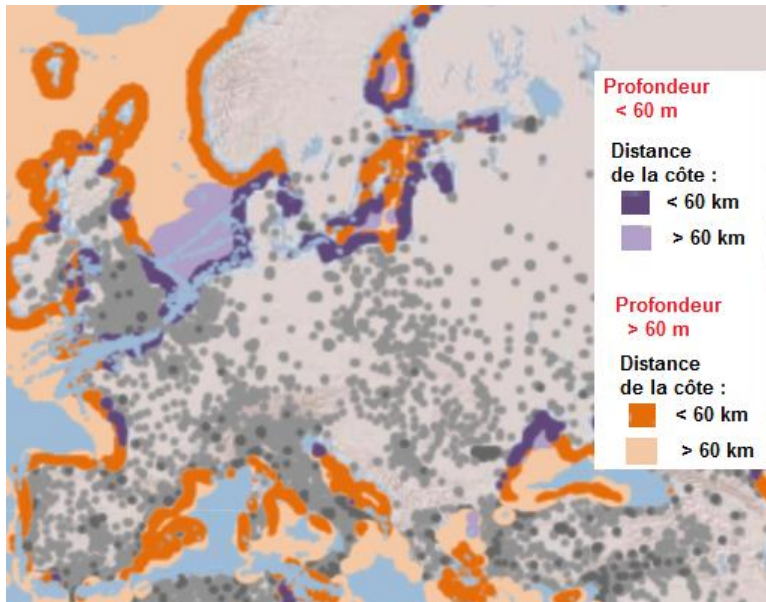 Profondeur
< 60 m
Distance
de la côte :
< 60 km
> 60 km
Profondeur
> 60 m
Distance
de la côte :
< 60 km
> 60 km